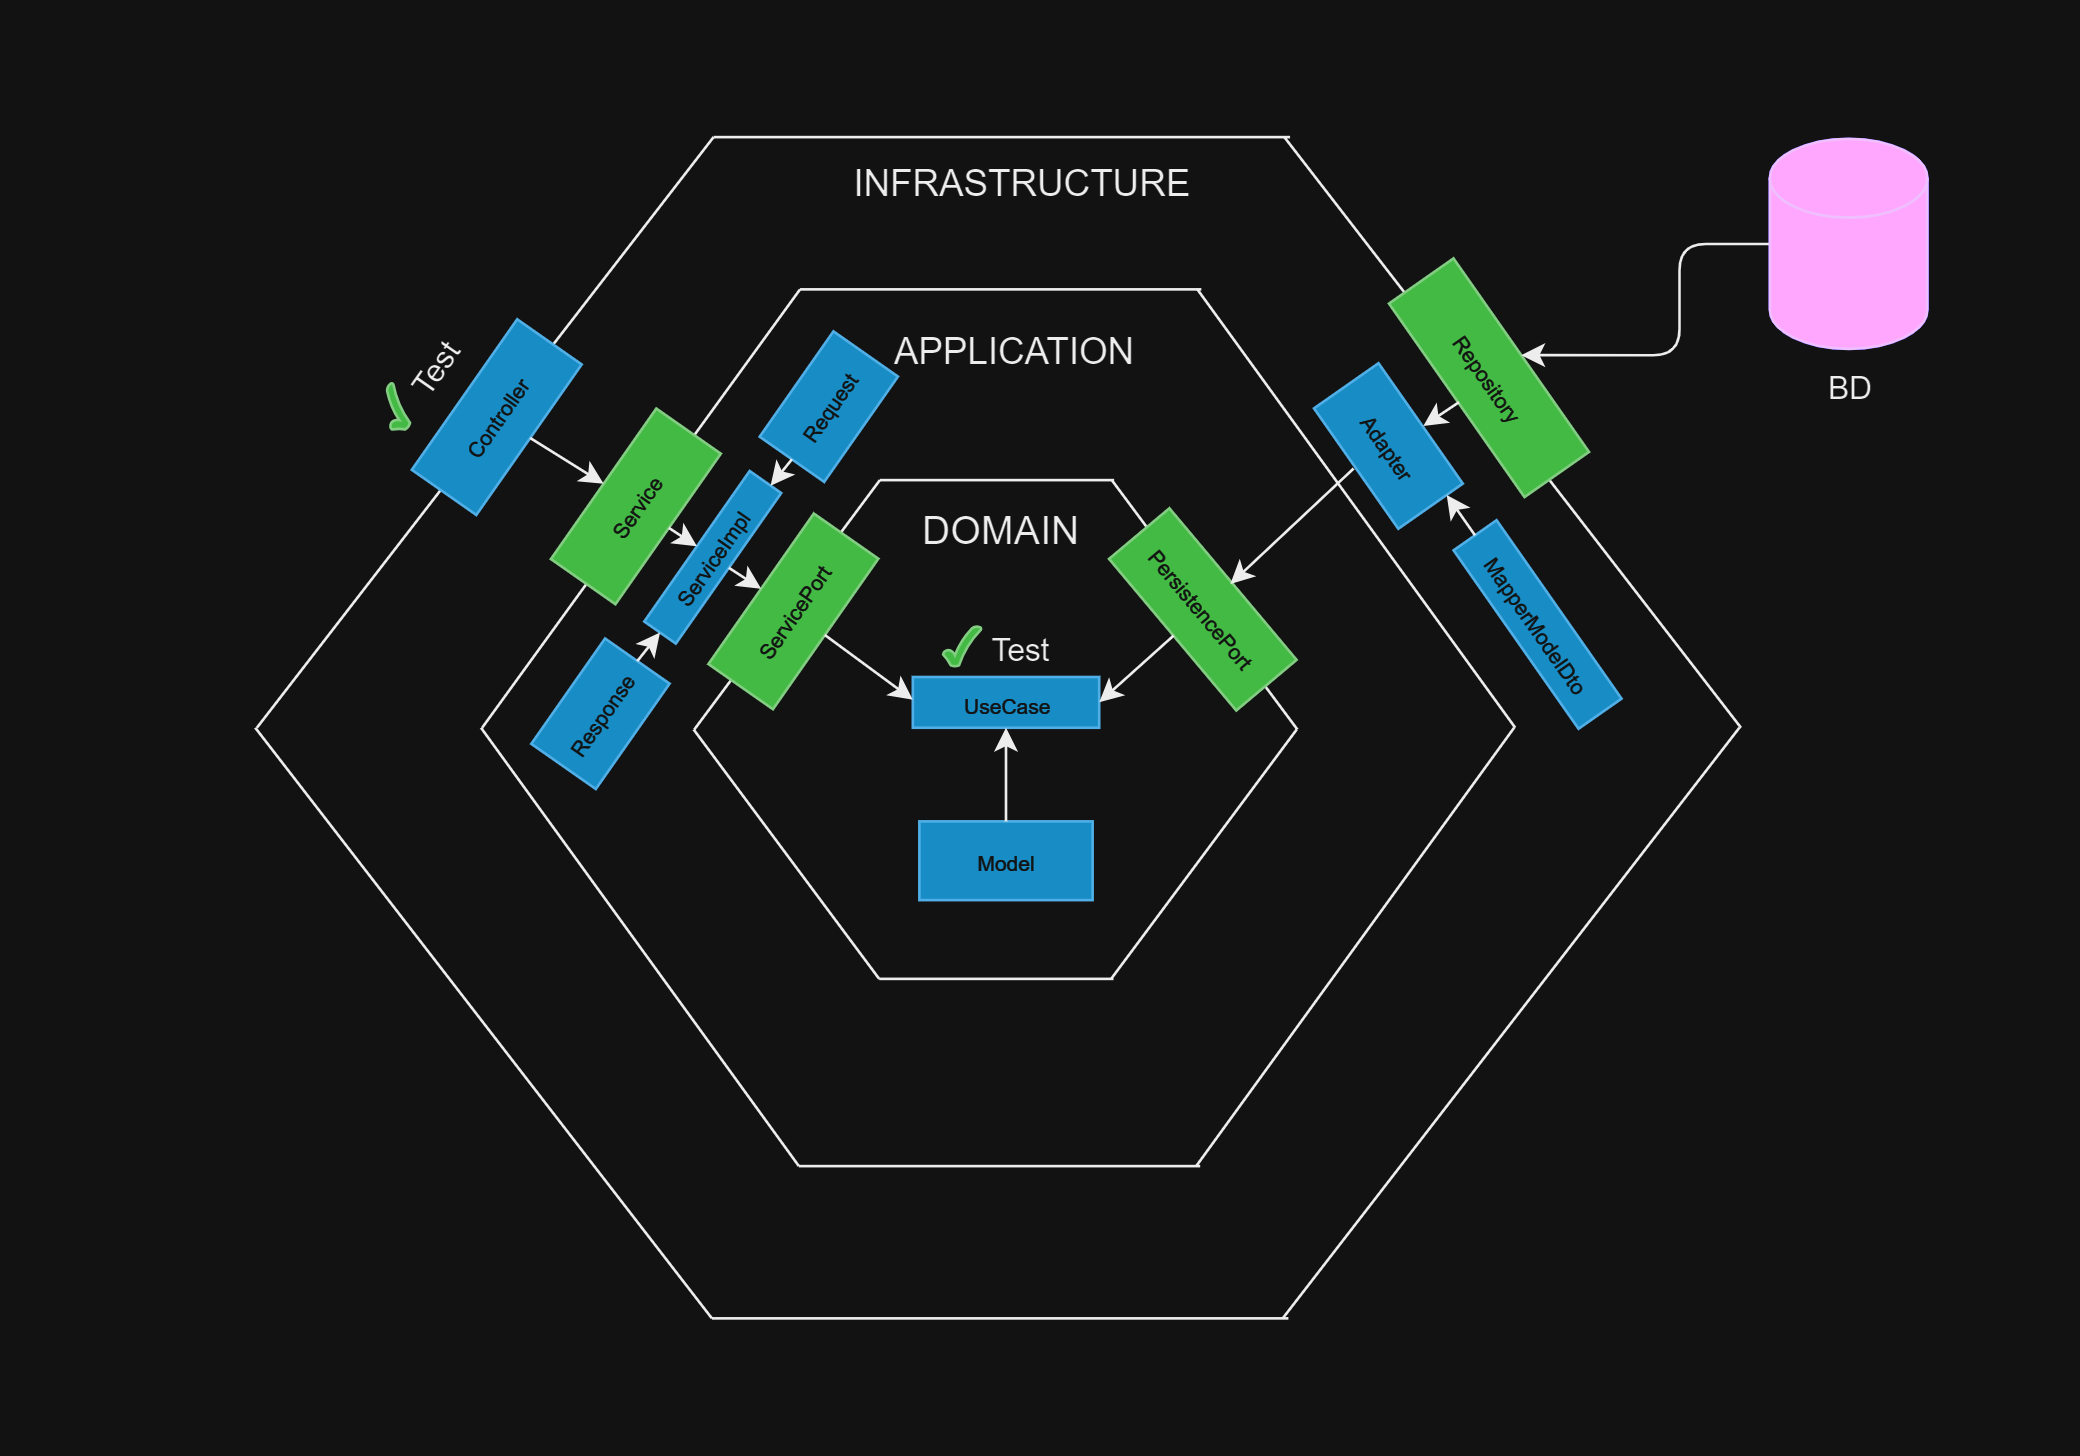 INFRASTRUCTURE
APPLICATION
DOMAIN
Test
Controller
Service
Request
ServiceImpl
Response
ServicePort
Test
UseCase
Model
PersistencePort
Adapter
Repository
MapperModelDto
BD